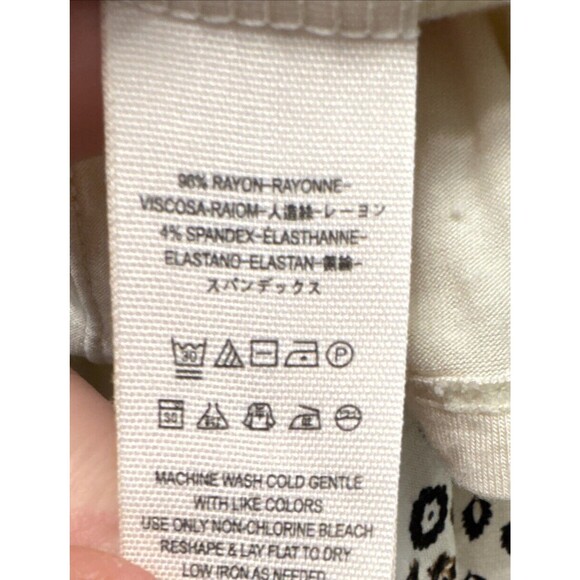 96% RAYON-RAYONNE-
VISCOSA-RAIOM-人造絲-レーヨン
4% SPANDEX-ÉLASTHANNE-
ELASTANO-ELASTAN-
スパンデックス
30 P
30
MACHINE WASH COLD GENTLE
WITH LIKE COLORS
USE ONLY NON-CHLORINE BLEACH
RESHAPE & LAY FLAT TO DRY
LOW IRON AS NEEDED